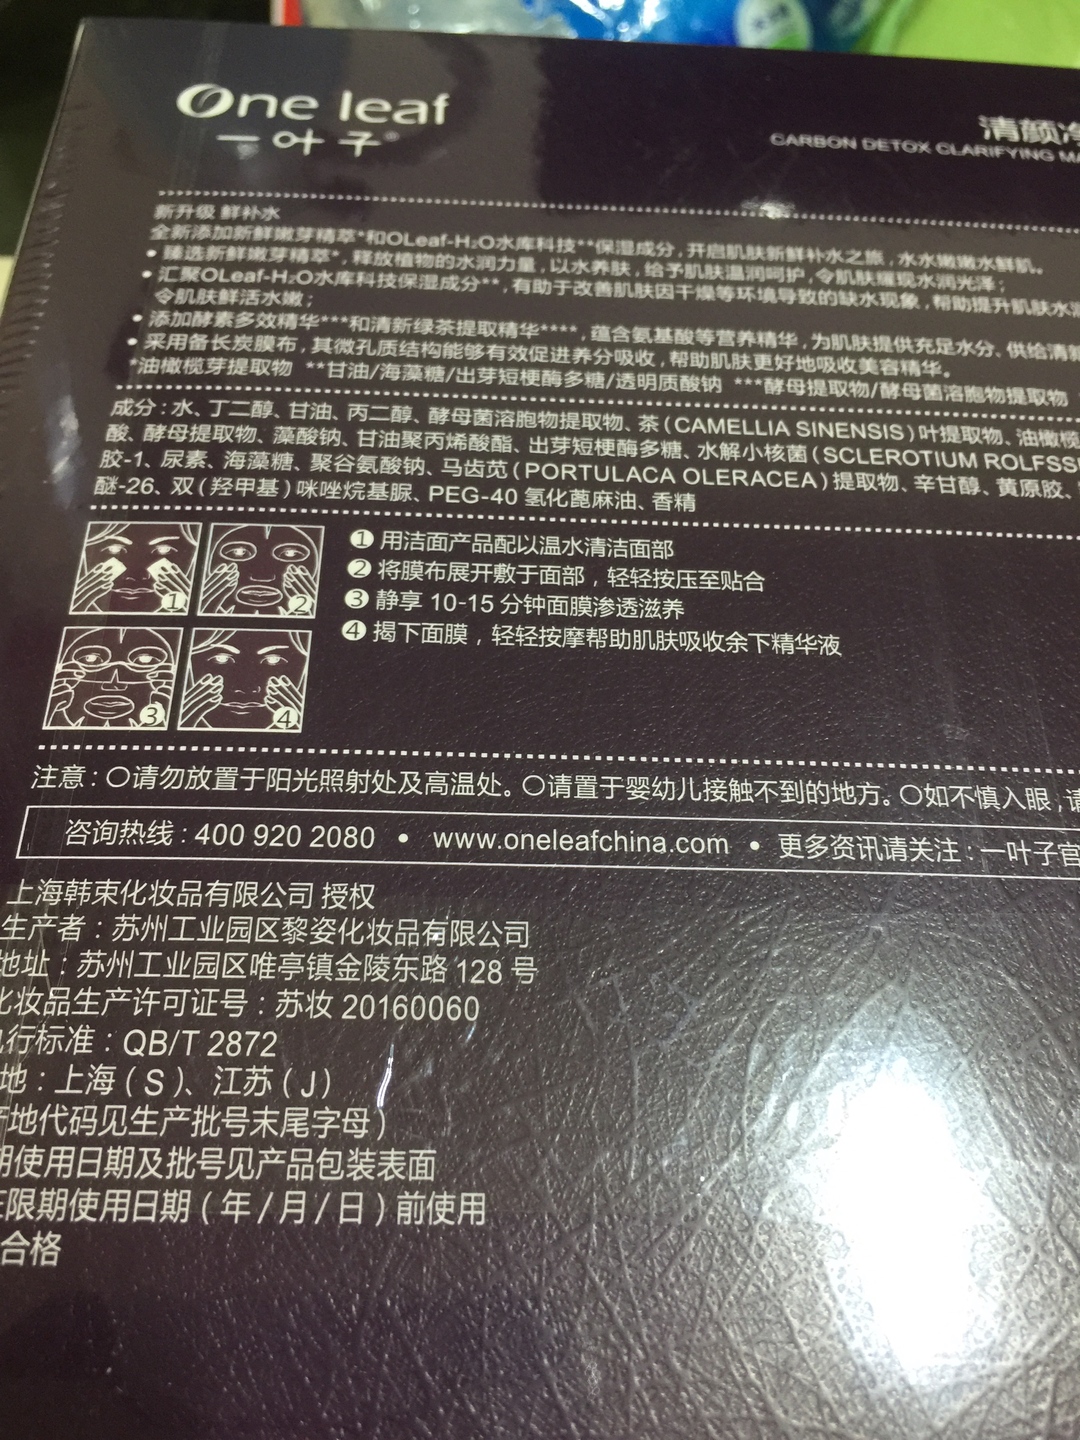 One leaf
一叶子®
清颜净
CARBON DETOX CLARIFYING MA
新升级 鲜补水
全新添加新鲜嫩芽精萃*和OLeaf-H₂O水库科技**保湿成分，开启肌肤新鲜补水之旅，水水嫩嫩水鲜肌。
• 臻选新鲜嫩芽精萃*，释放植物的水润力量，以水养肤，给予肌肤温润呵护，令肌肤耀现水润光泽；
• 汇聚OLeaf-H₂O水库科技保湿成分**，有助于改善肌肤因干燥等环境导致的缺水现象，帮助提升肌肤水
令肌肤鲜活水嫩；
• 添加酵素多效精华***和清新绿茶提取精华****，蕴含氨基酸等营养精华，为肌肤提供充足水分、供给清
• 采用备长炭膜布，其微孔质结构能够有效促进养分吸收，帮助肌肤更好地吸收美容精华。
*油橄榄芽提取物 **甘油/海藻糖/出芽短梗酶多糖/透明质酸钠 ***酵母提取物/酵母菌溶胞物提取物
成分：水、丁二醇、甘油、丙二醇、酵母菌溶胞物提取物、茶(CAMELLIA SINENSIS)叶提取物、油橄榄
酸、酵母提取物、藻酸钠、甘油聚丙烯酸酯、出芽短梗酶多糖、水解小核菌(SCLEROTIUM ROLFSSI
胶-1、尿素、海藻糖、聚谷氨酸钠、马齿苋(PORTULACA OLERACEA)提取物、辛甘醇、黄原胶、
醚-26、双(羟甲基)咪唑烷基脲、PEG-40 氢化蓖麻油、香精
1 2
3 4
❶ 用洁面产品配以温水清洁面部
❷ 将膜布展开敷于面部，轻轻按压至贴合
❸ 静享 10-15 分钟面膜渗透滋养
❹ 揭下面膜，轻轻按摩帮助肌肤吸收余下精华液
注意：○请勿放置于阳光照射处及高温处。○请置于婴幼儿接触不到的地方。○如不慎入眼，请
咨询热线：400 920 2080 • www.oneleafchina.com • 更多资讯请关注：一叶子官
上海韩束化妆品有限公司 授权
生产者：苏州工业园区黎姿化妆品有限公司
地址：苏州工业园区唯亭镇金陵东路 128 号
化妆品生产许可证号：苏妆 20160060
执行标准：QB/T 2872
地：上海（S）、江苏（J）
产地代码见生产批号末尾字母）
期使用日期及批号见产品包装表面
在限期使用日期（年/月/日）前使用
合格